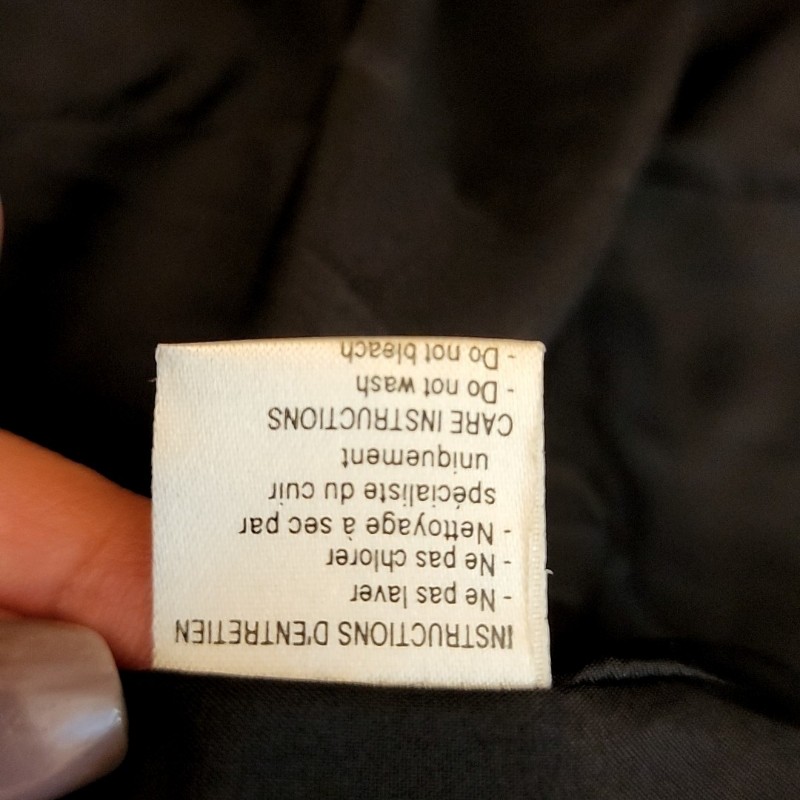 INSTRUCTIONS D'ENTRETIEN
- Ne pas laver
- Ne pas chlorer
- Nettoyage à sec par
spécialiste du cuir
uniquement
CARE INSTRUCTIONS
- Do not wash
- Do not bleach